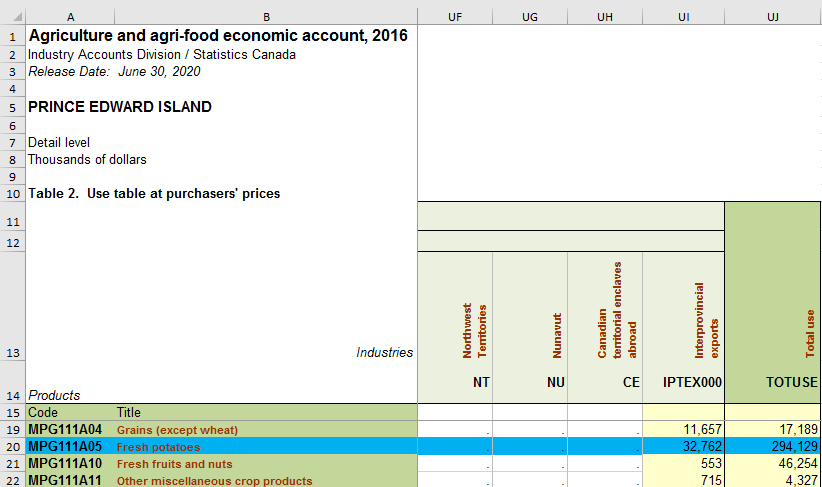 A B UF UG UH UI UJ
1 Agriculture and agri-food economic account, 2016
2 Industry Accounts Division / Statistics Canada
3 Release Date: June 30, 2020
4
5 PRINCE EDWARD ISLAND
6
7 Detail level
8 Thousands of dollars
9
10 Table 2. Use table at purchasers' prices
11
12
13 Industries Northwest Territories Nunavut Canadian territorial enclaves abroad Interprovincial exports Total use
14 Products NT NU CE IPTEX000 TOTUSE
15 Code Title
19 MPG111A04 Grains (except wheat) . . . 11,657 17,189
20 MPG111A05 Fresh potatoes . . . 32,762 294,129
21 MPG111A10 Fresh fruits and nuts . . . 553 46,254
22 MPG111A11 Other miscellaneous crop products . . . 715 4,327